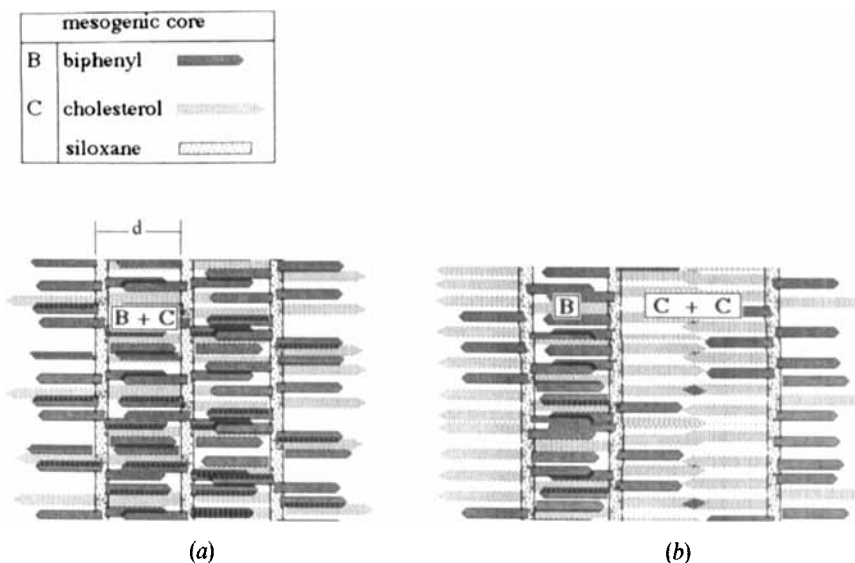 mesogenic core
B biphenyl
C cholesterol
siloxane
d
B + C
B
C + C
(a)
(b)